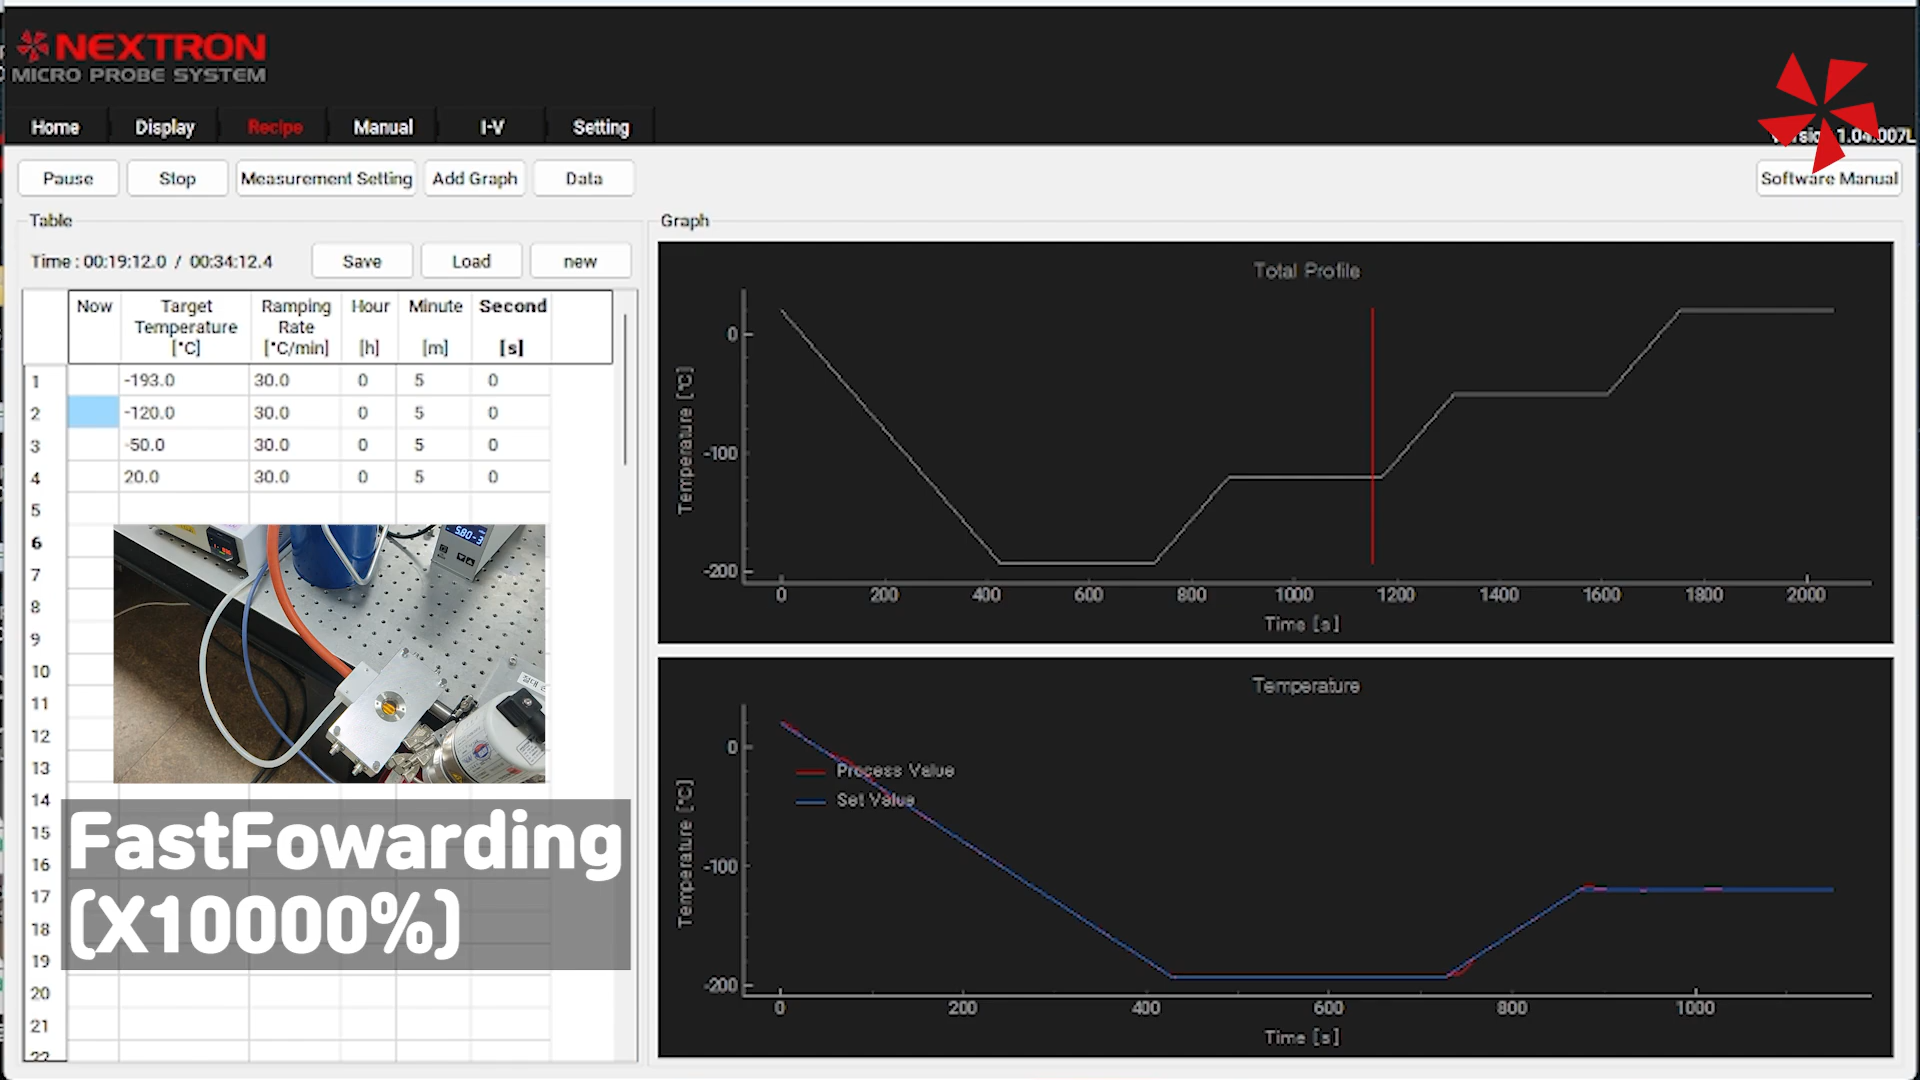 NEXTRON
MICRO PROBE SYSTEM
Home Display Recipe Manual I-V Setting
1.04.007L
Pause Stop Measurement Setting Add Graph Data Software Manual
Table
Time : 00:19:12.0 / 00:34:12.4 Save Load new
Now Target Temperature [°C] Ramping Rate [°C/min] Hour [h] Minute [m] Second [s]
1 -193.0 30.0 0 5 0
2 -120.0 30.0 0 5 0
3 -50.0 30.0 0 5 0
4 20.0 30.0 0 5 0
5
6
7
8
9
10
11
12
13
14
15
16
17
18
19
20
21
22
580-3
FastFowarding
(X10000%)
Graph
Total Profile
Temperature [°C]
0
-100
-200
0 200 400 600 800 1000 1200 1400 1600 1800 2000
Time [s]
Temperature
Process Value
Set Value
Temperature [°C]
0
-100
-200
0 200 400 600 800 1000
Time [s]